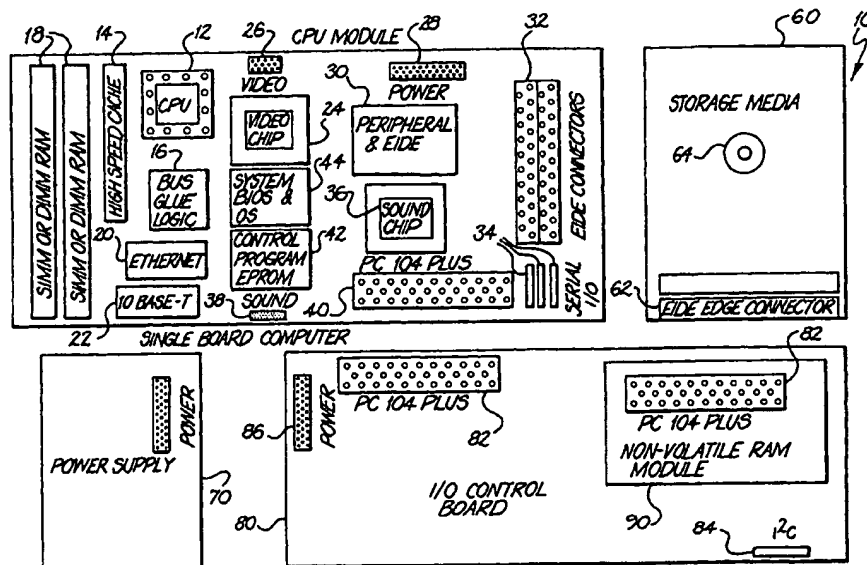 18
14
12
26
CPU MODULE
28
32
60
10
VIDEO
POWER
30
SIMM OR DIMM RAM
SIMM OR DIMM RAM
HIGH SPEED CACHE
CPU
VIDEO CHIP
24
PERIPHERAL & EIDE
EIDE CONNECTORS
STORAGE MEDIA
64
16
BUS GLUE LOGIC
SYSTEM BIOS & OS
44
36
SOUND CHIP
20
ETHERNET
CONTROL PROGRAM EPROM
42
PC 104 PLUS
34
SERIAL I/O
22
10 BASE-T
38
SOUND
40
62
EIDE EDGE CONNECTOR
SINGLE BOARD COMPUTER
POWER
POWER SUPPLY
70
86
POWER
PC 104 PLUS
82
82
PC 104 PLUS
NON-VOLATILE RAM MODULE
I/O CONTROL BOARD
80
90
84
I²C